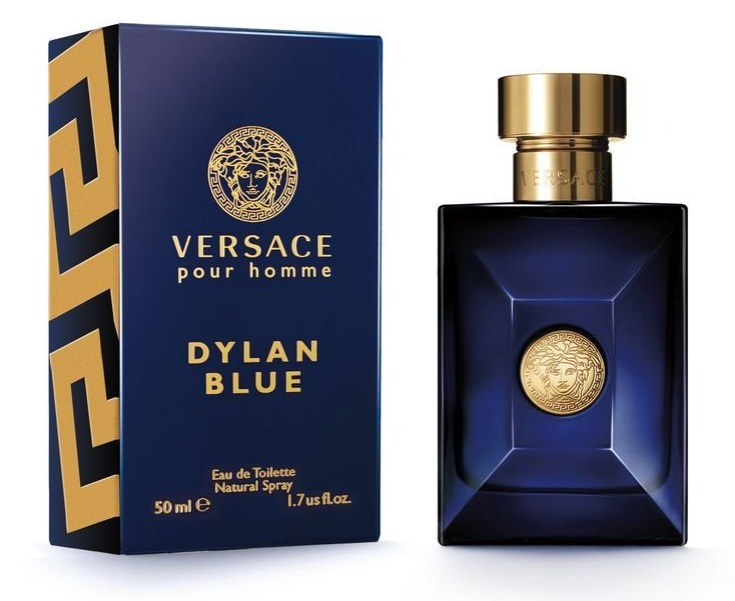 VERSACE
pour homme
DYLAN
BLUE
Eau de Toilette
Natural Spray
50 ml ℮ 1.7 us fl.oz.
VERSACE